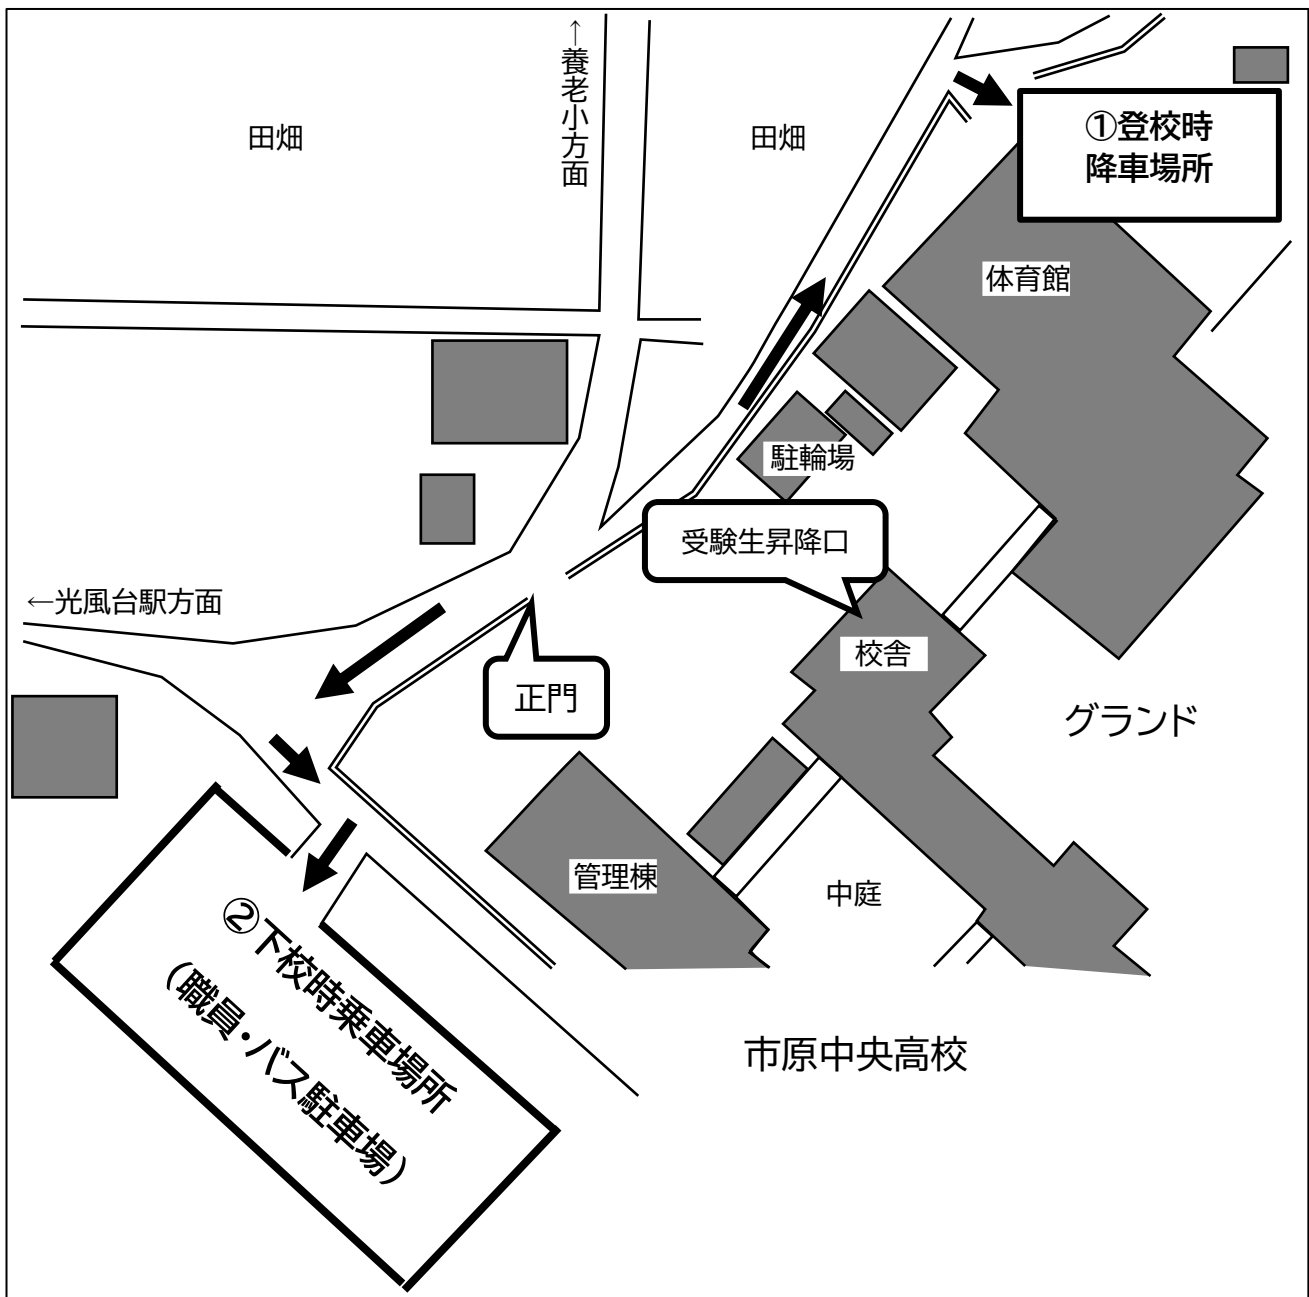 ↑養老小方面
田畑
田畑
①登校時
降車場所
体育館
駐輪場
受験生昇降口
←光風台駅方面
校舎
正門
グランド
管理棟
中庭
②下校時乗車場所
（職員・バス駐車場）
市原中央高校